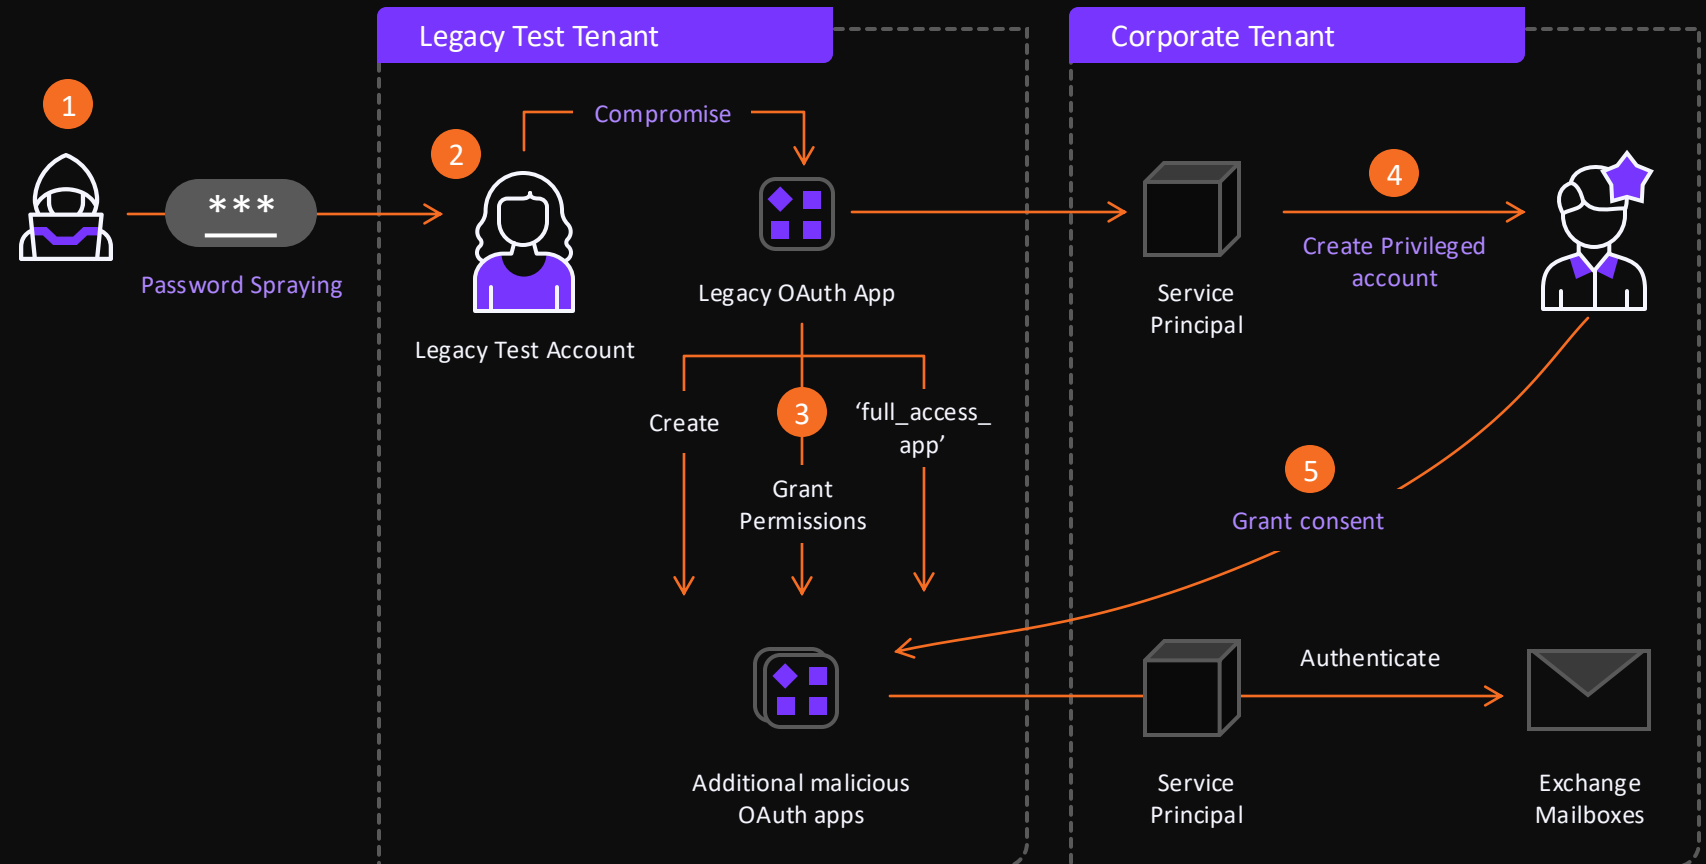 Legacy Test Tenant
Corporate Tenant
1
***
Password Spraying
2
Compromise
Legacy Test Account
Legacy OAuth App
Service
Principal
4
Create Privileged
account
Create
3
‘full_access_
app’
Grant
Permissions
5
Grant consent
Additional malicious
OAuth apps
Service
Principal
Authenticate
Exchange
Mailboxes